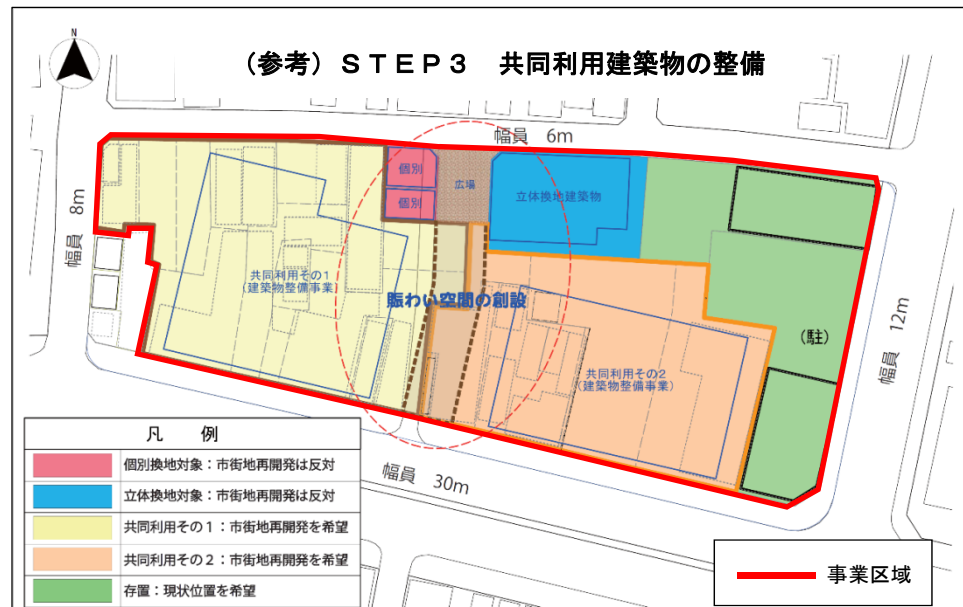 N
(参考) STEP3 共同利用建築物の整備
幅員 6m
幅員 8m
個別
個別
広場
立体換地建築物
共同利用その1
(建築物整備事業)
賑わい空間の創設
共同利用その2
(建築物整備事業)
(駐)
幅員 12m
幅員 30m
凡 例
個別換地対象:市街地再開発は反対
立体換地対象:市街地再開発は反対
共同利用その1:市街地再開発を希望
共同利用その2:市街地再開発を希望
存置:現状位置を希望
事業区域